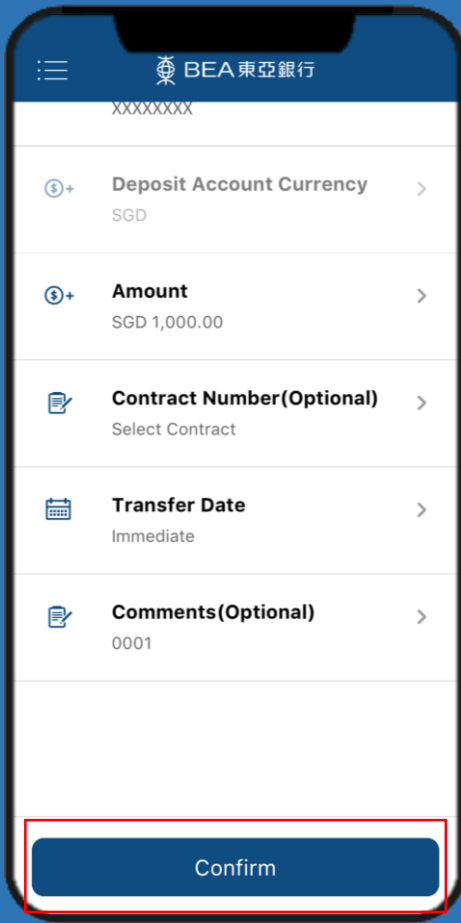 BEA東亞銀行
XXXXXXXX
Deposit Account Currency
SGD
Amount
SGD 1,000.00
Contract Number(Optional)
Select Contract
Transfer Date
Immediate
Comments(Optional)
0001
Confirm